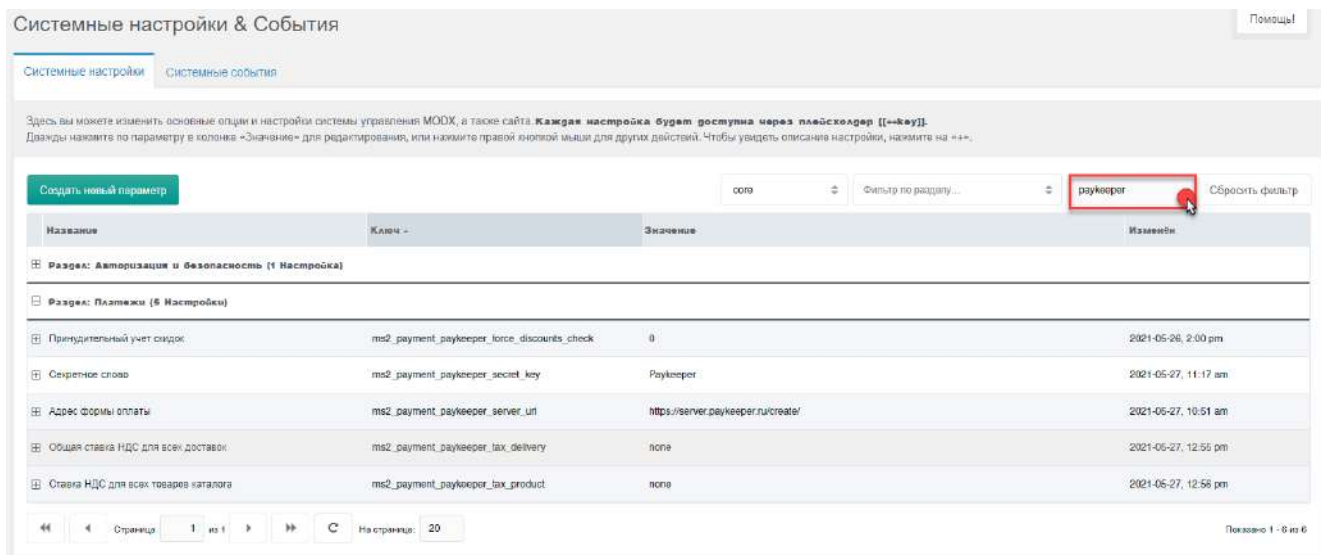 Системные настройки & События
Помощь!
Системные настройки
Системные события
Здесь вы можете изменить основные опции и настройки системы управления MODX, а также сайта. Каждая настройка будет доступна через плейсхолдер [[++key]].
Дважды нажмите по параметру в колонке «Значение» для редактирования, или нажмите правой кнопкой мыши для других действий. Чтобы увидеть описание настройки, нажмите на «+».
Создать новый параметр
core
Фильтр по разделу...
paykeeper
Сбросить фильтр
Название Ключ Значение Изменён
Раздел: Авторизация и безопасность (1 Настройка)
Раздел: Платежи (5 Настройки)
Принудительный учет скидок ms2_payment_paykeeper_force_discounts_check 0 2021-05-26, 2:00 pm
Секретное слово ms2_payment_paykeeper_secret_key Paykeeper 2021-05-27, 11:17 am
Адрес формы оплаты ms2_payment_paykeeper_server_url https://server.paykeeper.ru/create/ 2021-05-27, 10:51 am
Общая ставка НДС для всех доставок ms2_payment_paykeeper_tax_delivery none 2021-05-27, 12:55 pm
Ставка НДС для всех товаров каталога ms2_payment_paykeeper_tax_product none 2021-05-27, 12:56 pm
Страница 1 из 1 На странице: 20
Показано 1 - 6 из 6